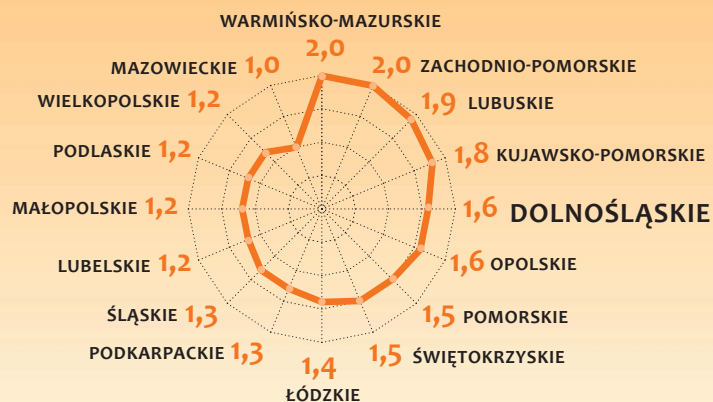 WARMIŃSKO-MAZURSKIE
2,0
2,0 ZACHODNIO-POMORSKIE
1,9 LUBUSKIE
1,8 KUJAWSKO-POMORSKIE
1,6 DOLNOŚLĄSKIE
1,6 OPOLSKIE
1,5 POMORSKIE
1,5 ŚWIĘTOKRZYSKIE
1,4
ŁÓDZKIE
PODKARPACKIE 1,3
ŚLĄSKIE 1,3
LUBELSKIE 1,2
MAŁOPOLSKIE 1,2
PODLASKIE 1,2
WIELKOPOLSKIE 1,2
MAZOWIECKIE 1,0